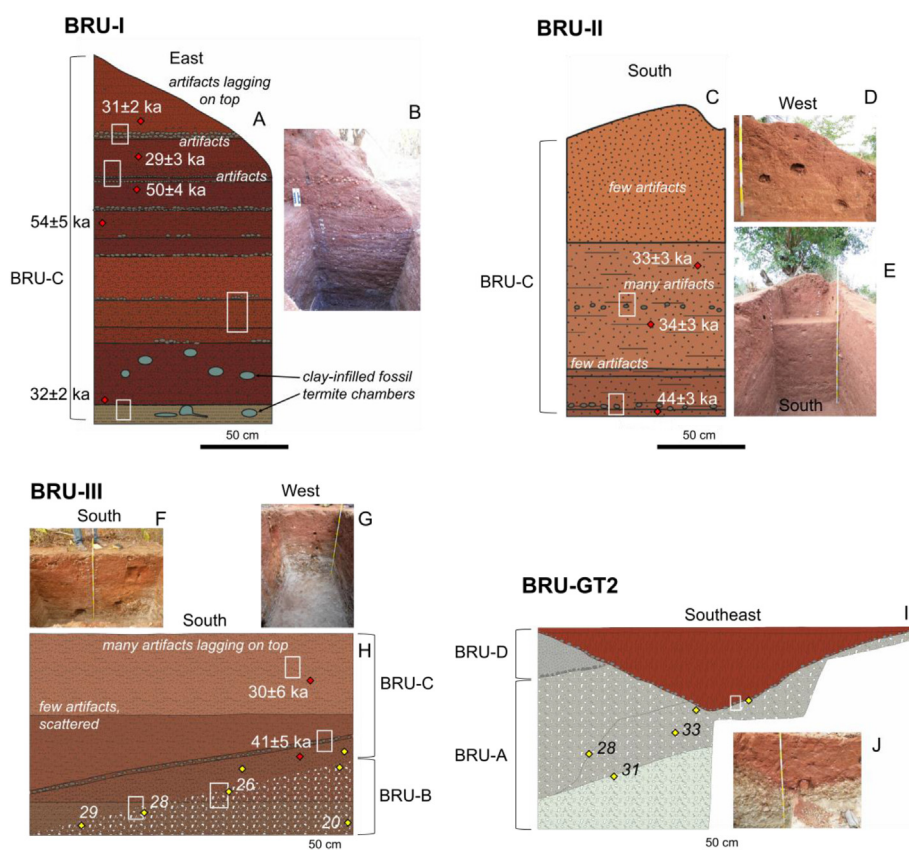 BRU-I
East
artifacts lagging
on top
31±2 ka
A
B
artifacts
29±3 ka
artifacts
50±4 ka
54±5 ka
BRU-C
clay-infilled fossil
termite chambers
32±2 ka
50 cm
BRU-II
South
C
West
D
few artifacts
E
33±3 ka
many artifacts
BRU-C
34±3 ka
few artifacts
44±3 ka
South
50 cm
BRU-III
South
F
West
G
South
many artifacts lagging on top
H
30±6 ka
BRU-C
few artifacts,
scattered
41±5 ka
26
28
29
20
BRU-B
50 cm
BRU-GT2
Southeast
I
BRU-D
BRU-A
33
28
31
J
50 cm